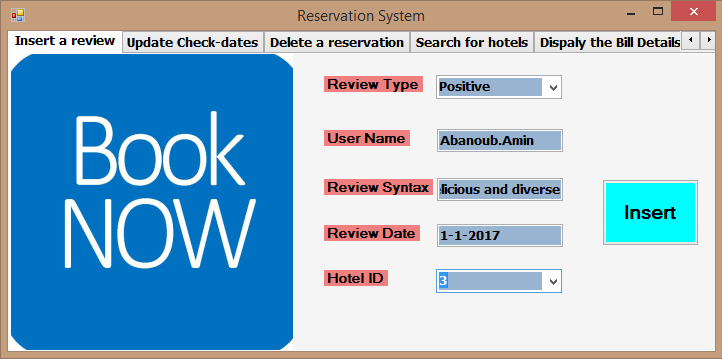 Reservation System
Insert a review Update Check-dates Delete a reservation Search for hotels Dispaly the Bill Details
Book
NOW
Review Type Positive
User Name Abanoub.Amin
Review Syntax and diverse
Review Date 1-1-2017
Hotel ID 3
Insert